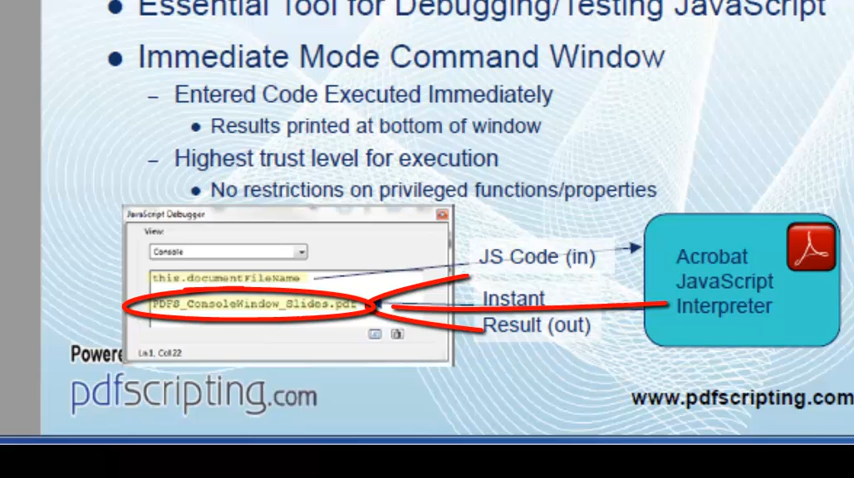 Essential Tool for Debugging/Testing JavaScript
Immediate Mode Command Window
– Entered Code Executed Immediately
Results printed at bottom of window
– Highest trust level for execution
No restrictions on privileged functions/properties
JavaScript Debugger
View:
Console
this.documentFileName
PDFS_ConsoleWindow_Slides.pdf
Ln 1, Col 22
JS Code (in)
Instant
Result (out)
Acrobat
JavaScript
Interpreter
Powere
pdfscripting.com
www.pdfscripting.com